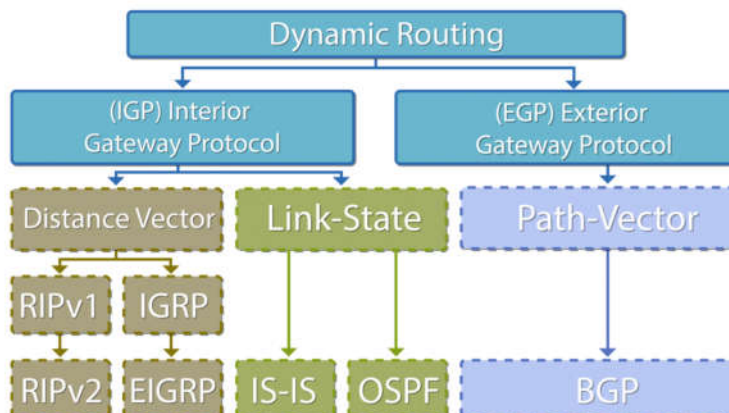 Dynamic Routing
(IGP) Interior
Gateway Protocol
(EGP) Exterior
Gateway Protocol
Distance Vector
Link-State
Path-Vector
RIPv1
IGRP
RIPv2
EIGRP
IS-IS
OSPF
BGP